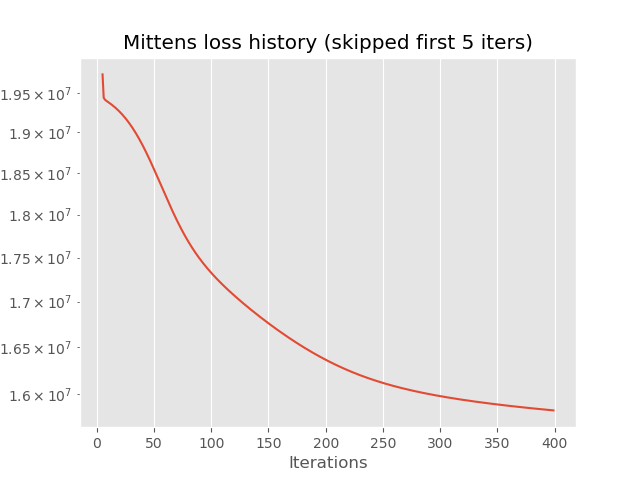 Mittens loss history (skipped first 5 iters)
1.95 × 10⁷
1.9 × 10⁷
1.85 × 10⁷
1.8 × 10⁷
1.75 × 10⁷
1.7 × 10⁷
1.65 × 10⁷
1.6 × 10⁷
0 50 100 150 200 250 300 350 400
Iterations